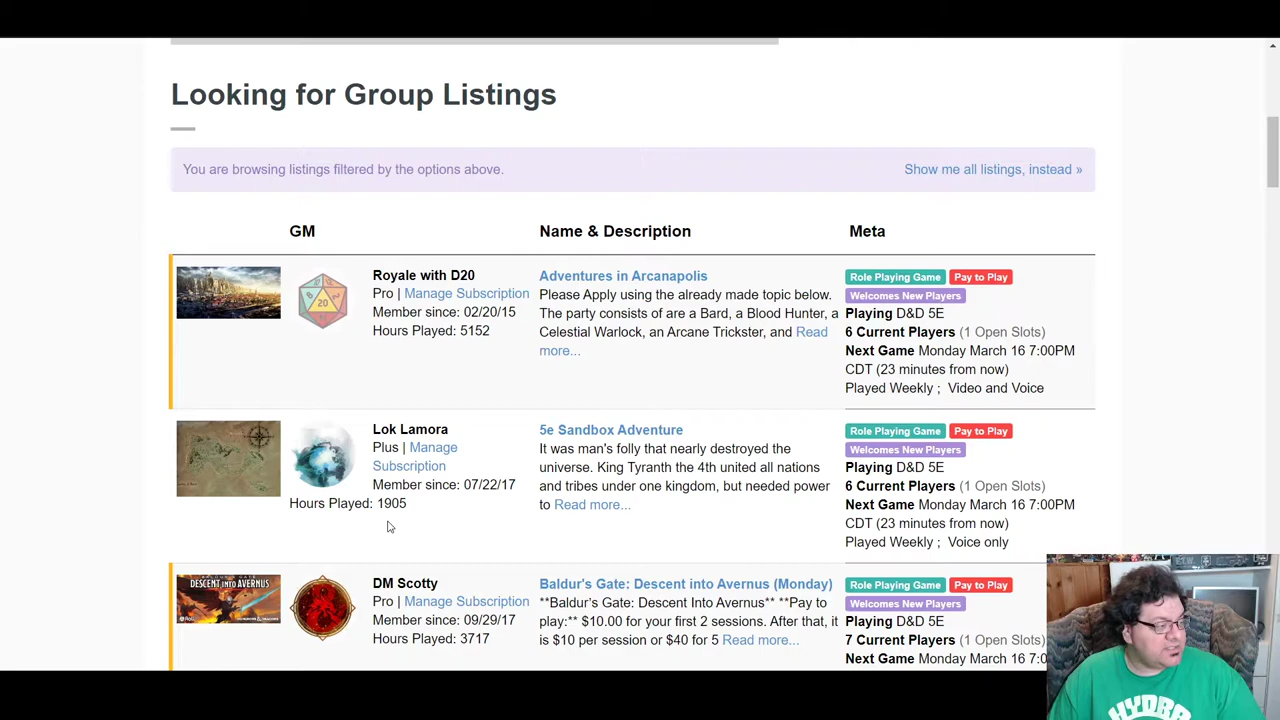 Looking for Group Listings
You are browsing listings filtered by the options above.
Show me all listings, instead »
GM
Name & Description
Meta
Royale with D20
Pro | Manage Subscription
Member since: 02/20/15
Hours Played: 5152
Adventures in Arcanapolis
Please Apply using the already made topic below.
The party consists of are a Bard, a Blood Hunter, a
Celestial Warlock, an Arcane Trickster, and Read
more...
Role Playing Game Pay to Play
Welcomes New Players
Playing D&D 5E
6 Current Players (1 Open Slots)
Next Game Monday March 16 7:00PM
CDT (23 minutes from now)
Played Weekly ; Video and Voice
Lok Lamora
Plus | Manage
Subscription
Member since: 07/22/17
Hours Played: 1905
5e Sandbox Adventure
It was man's folly that nearly destroyed the
universe. King Tyranth the 4th united all nations
and tribes under one kingdom, but needed power
to Read more...
Role Playing Game Pay to Play
Welcomes New Players
Playing D&D 5E
6 Current Players (1 Open Slots)
Next Game Monday March 16 7:00PM
CDT (23 minutes from now)
Played Weekly ; Voice only
DESCENT INTO AVERNUS
20
DM Scotty
Pro | Manage Subscription
Member since: 09/29/17
Hours Played: 3717
Baldur's Gate: Descent into Avernus (Monday)
**Baldur's Gate: Descent Into Avernus** **Pay to
play:** $10.00 for your first 2 sessions. After that, it
is $10 per session or $40 for 5 Read more...
Role Playing Game Pay to Play
Welcomes New Players
Playing D&D 5E
7 Current Players (1 Open Slots)
Next Game Monday March 16 7:0
HYDRA